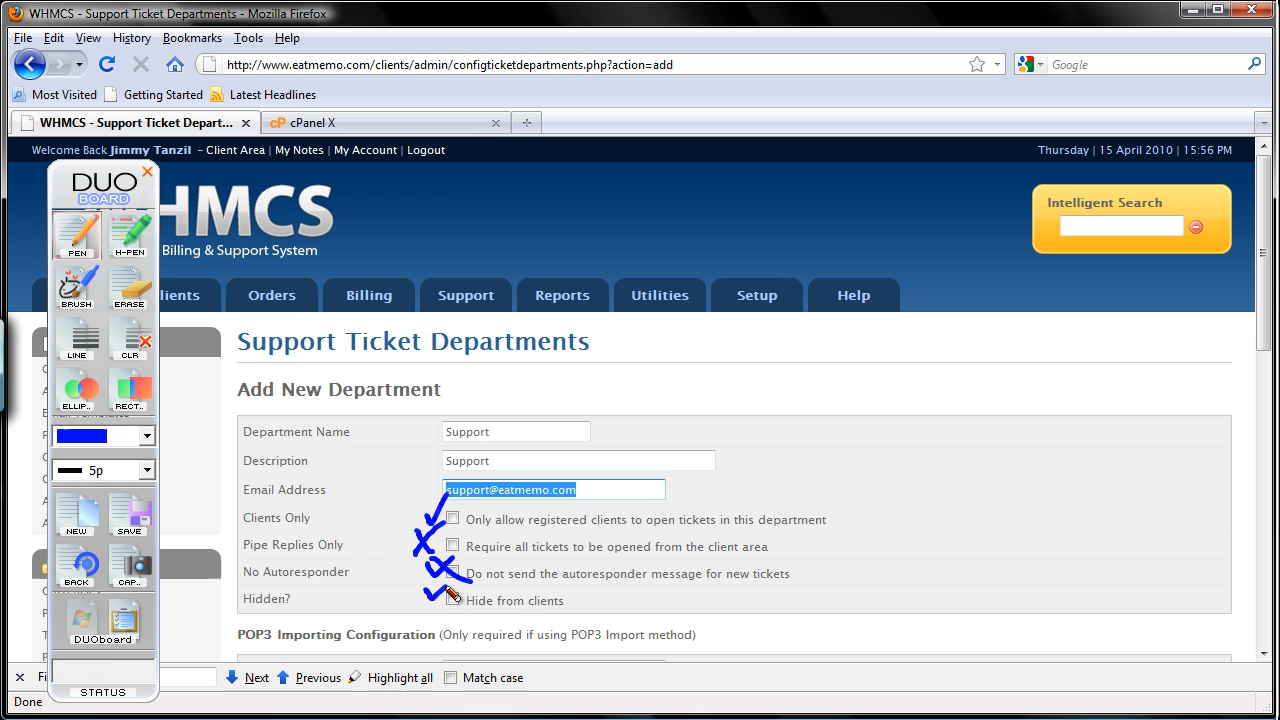 WHMCS - Support Ticket Departments - Mozilla Firefox
File Edit View History Bookmarks Tools Help
http://www.eatmemo.com/clients/admin/configticketdepartments.php?action=add
Google
Most Visited Getting Started Latest Headlines
WHMCS - Support Ticket Depart... cP cPanel X
Welcome Back Jimmy Tanzil - Client Area | My Notes | My Account | Logout
Thursday | 15 April 2010 | 15:56 PM
DUO
BOARD
HMCS
Billing & Support System
Intelligent Search
PEN H-PEN
BRUSH ERASE
lients Orders Billing Support Reports Utilities Setup Help
LINE CLR
ELLIP.. RECT..
5p
NEW SAVE
BACK CAP..
DUOboard
STATUS
Support Ticket Departments
Add New Department
Department Name Support
Description Support
Email Address support@eatmemo.com
Clients Only Only allow registered clients to open tickets in this department
Pipe Replies Only Require all tickets to be opened from the client area
No Autoresponder Do not send the autoresponder message for new tickets
Hidden? Hide from clients
POP3 Importing Configuration (Only required if using POP3 Import method)
Next Previous Highlight all Match case
Done